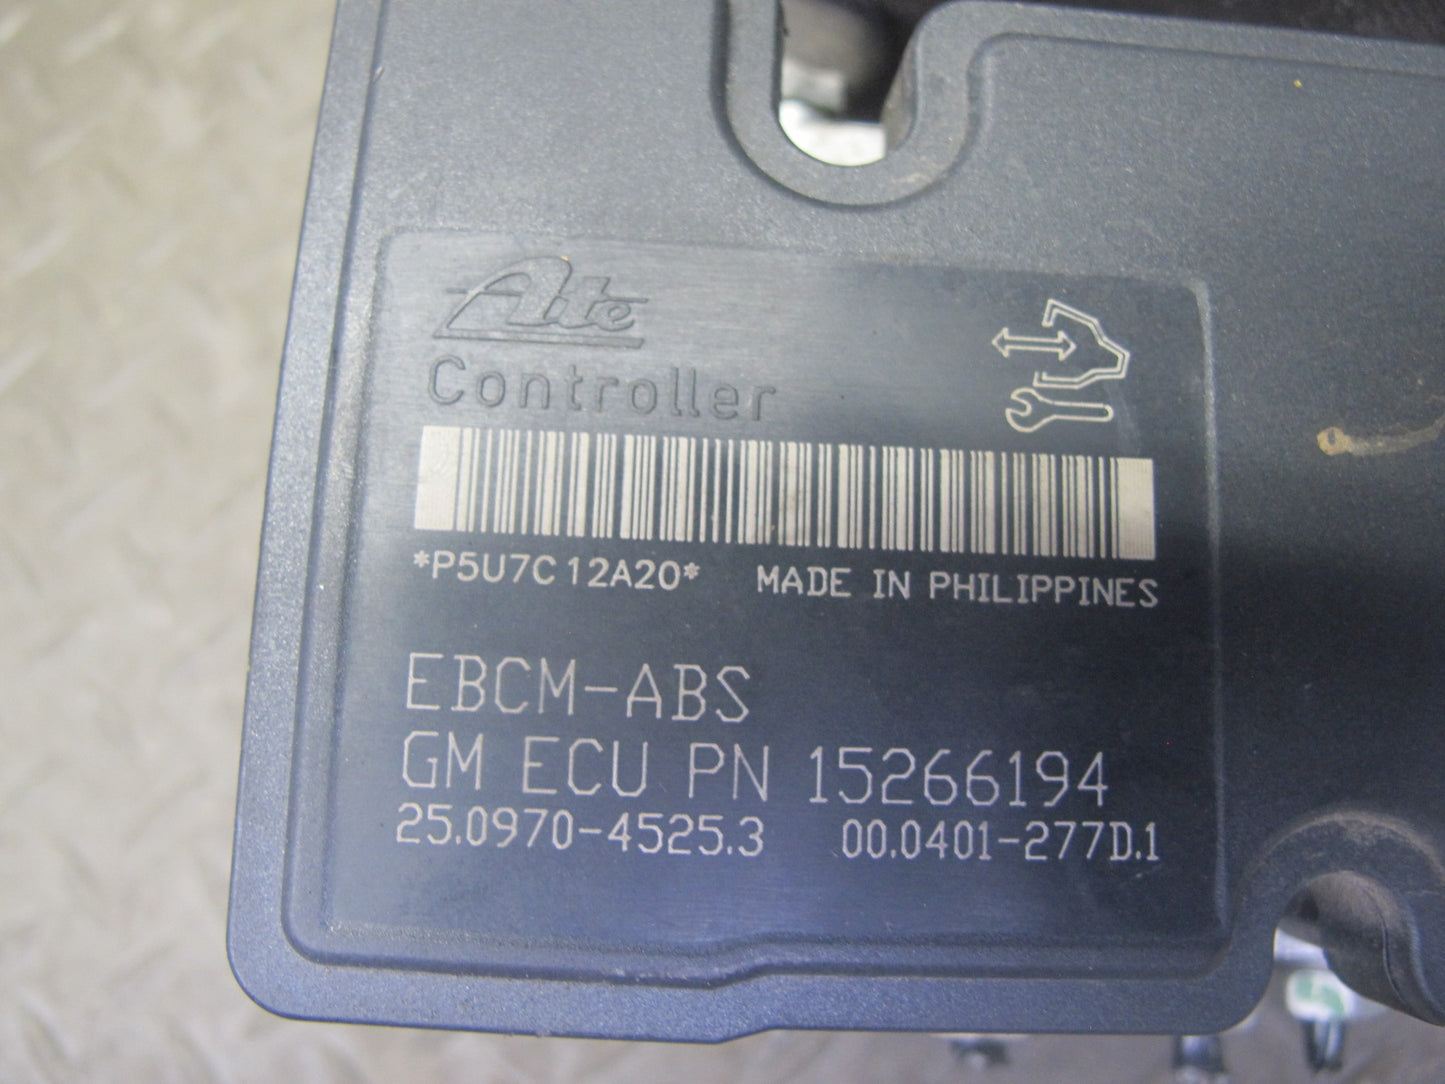 Ate
Controller
*P5U7C12A20* MADE IN PHILIPPINES
EBCM-ABS
GM ECU PN 15266194
25.0970-4525.3 00.0401-277D.1